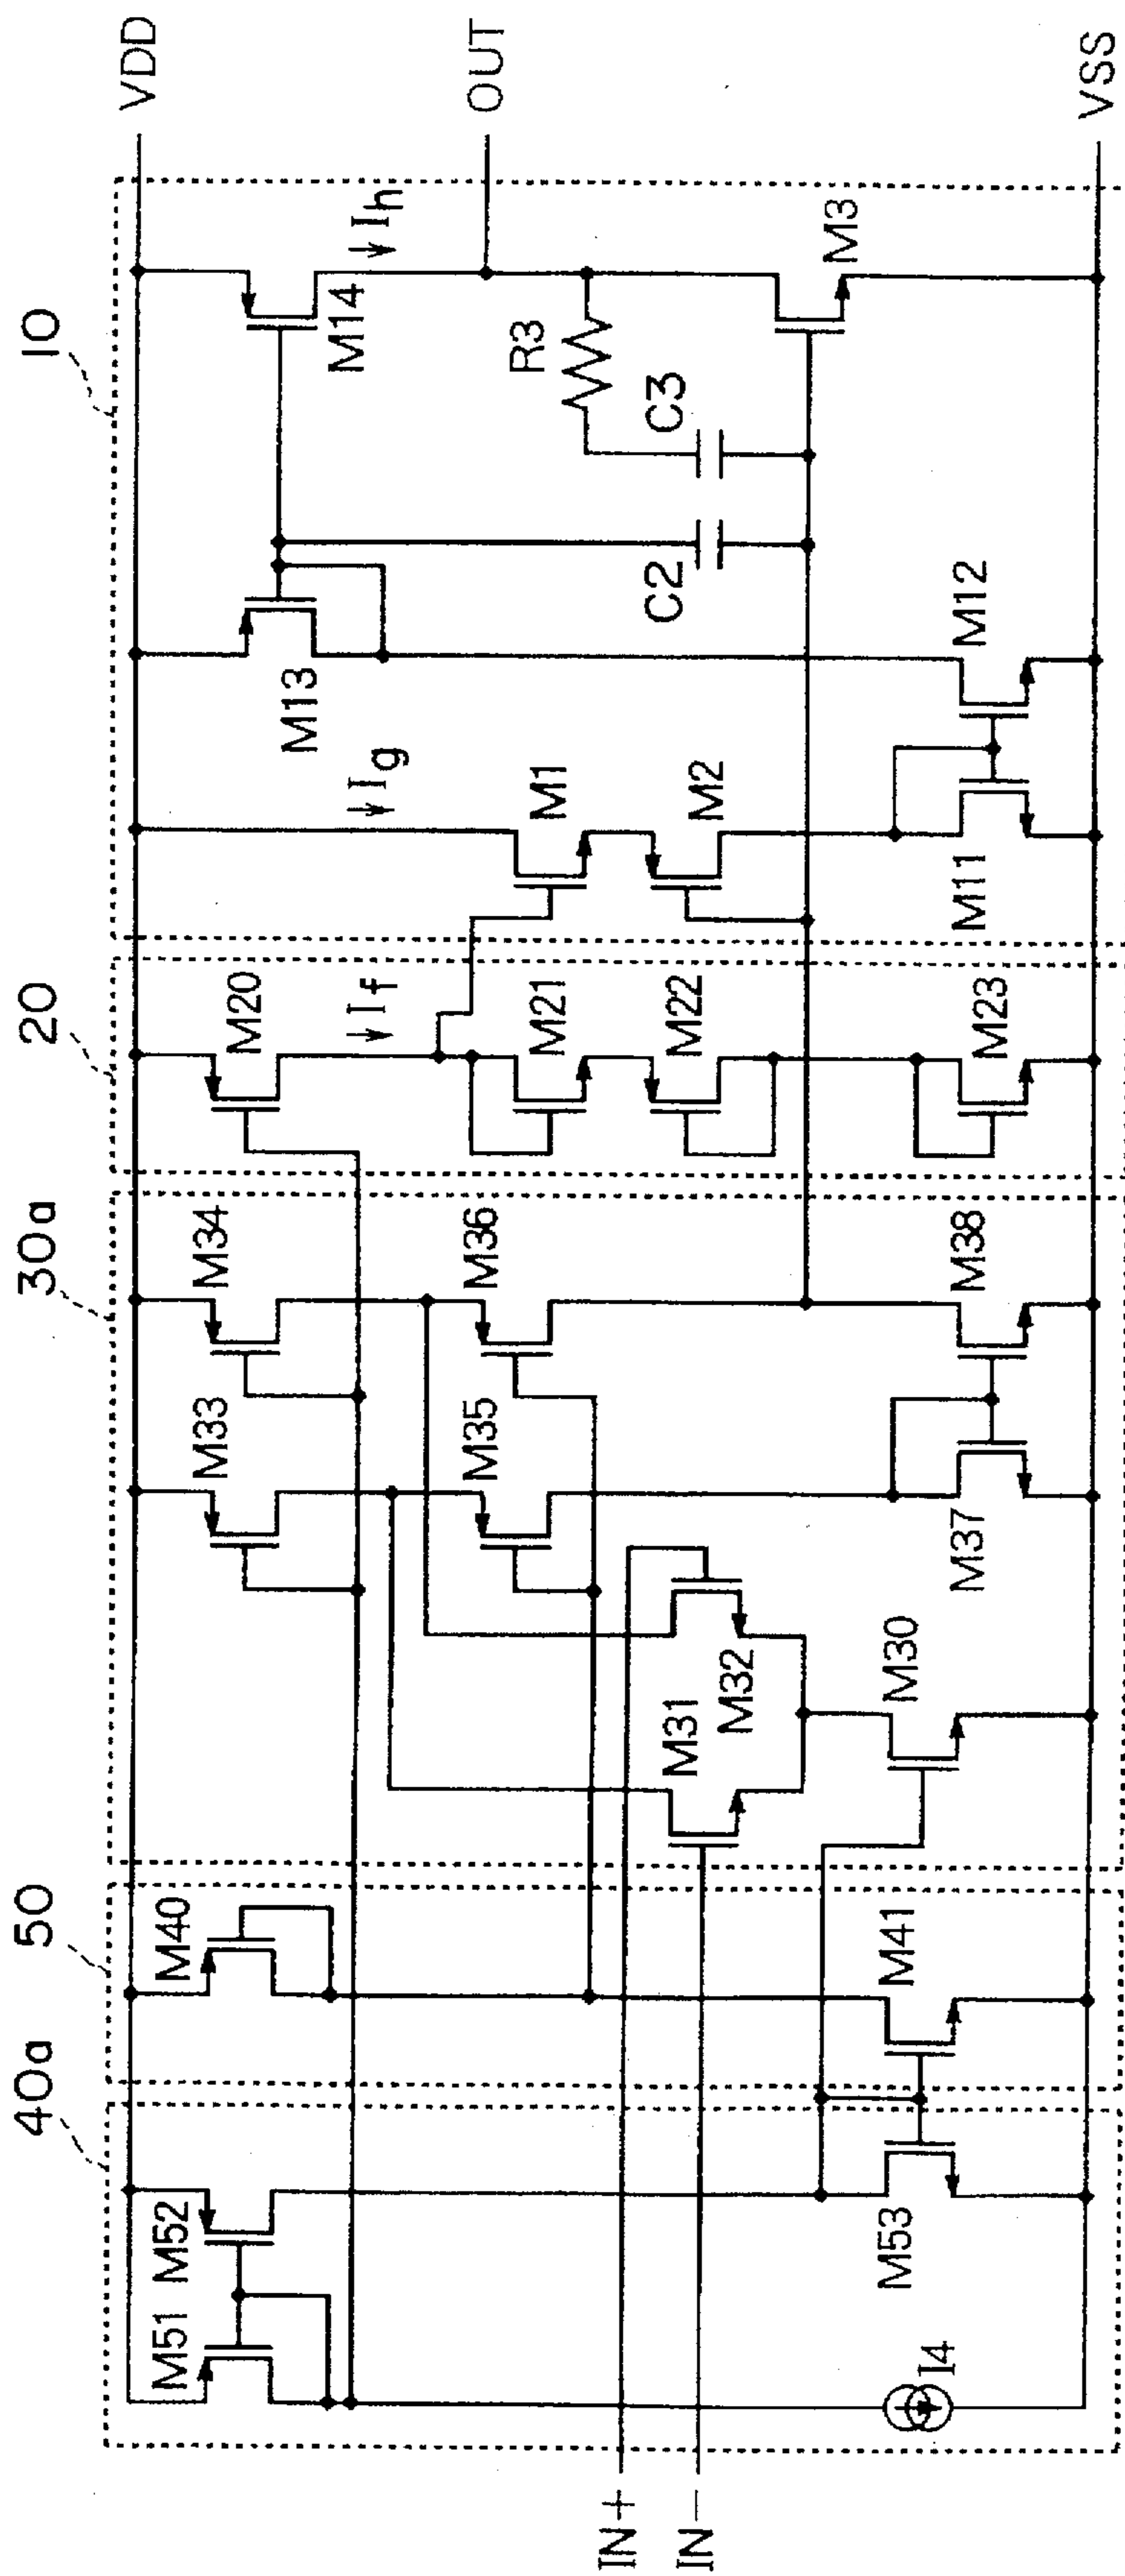 40a
50
30a
20
10
VDD
OUT
VSS
IN+
IN−
M51
M52
M53
I4
M40
M41
M33
M34
M35
M36
M31
M32
M30
M37
M38
M20
If
M21
M22
M23
Ig
M1
M2
M11
M12
M13
M14
Ih
C2
C3
R3
M3